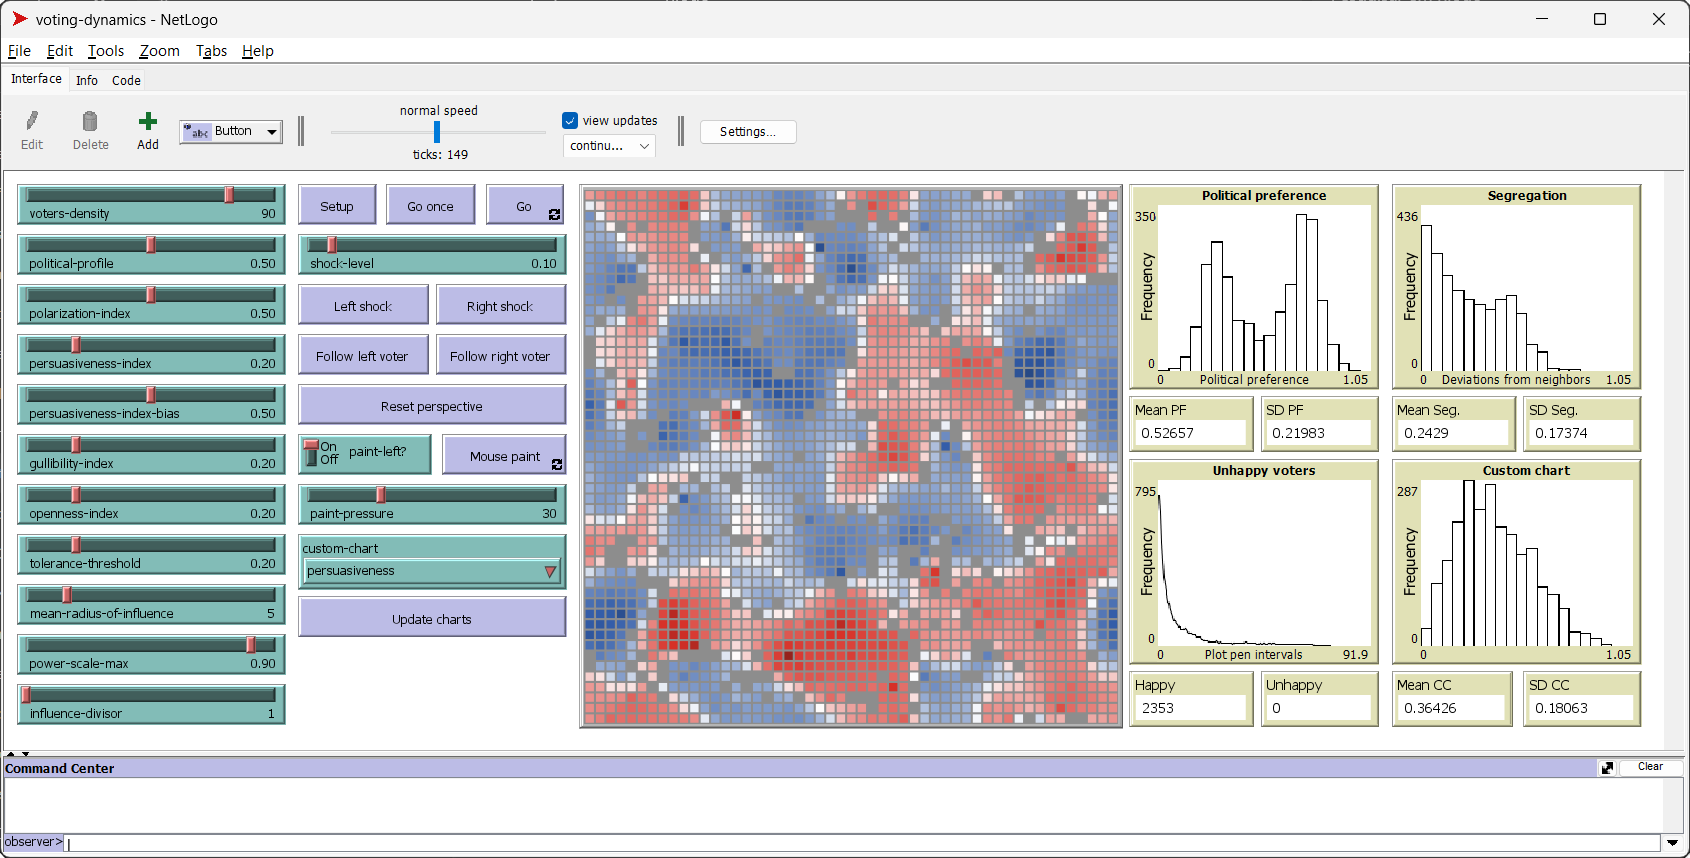 voting-dynamics - NetLogo
File Edit Tools Zoom Tabs Help
Interface Info Code
Edit Delete Add abc Button
normal speed
ticks: 149
view updates
continu...
Settings...
voters-density 90
political-profile 0.50
polarization-index 0.50
persuasiveness-index 0.20
persuasiveness-index-bias 0.50
gullibility-index 0.20
openness-index 0.20
tolerance-threshold 0.20
mean-radius-of-influence 5
power-scale-max 0.90
influence-divisor 1
Setup Go once Go
shock-level 0.10
Left shock Right shock
Follow left voter Follow right voter
Reset perspective
On
Off
paint-left?
Mouse paint
paint-pressure 30
custom-chart
persuasiveness
Update charts
Political preference
350
Frequency
0
0 Political preference 1.05
Mean PF
0.52657
SD PF
0.21983
Segregation
436
Frequency
0
0 Deviations from neighbors 1.05
Mean Seg.
0.2429
SD Seg.
0.17374
Unhappy voters
795
Frequency
0
0 Plot pen intervals 91.9
Happy
2353
Unhappy
0
Custom chart
287
Frequency
0
0 1.05
Mean CC
0.36426
SD CC
0.18063
Command Center
Clear
observer>